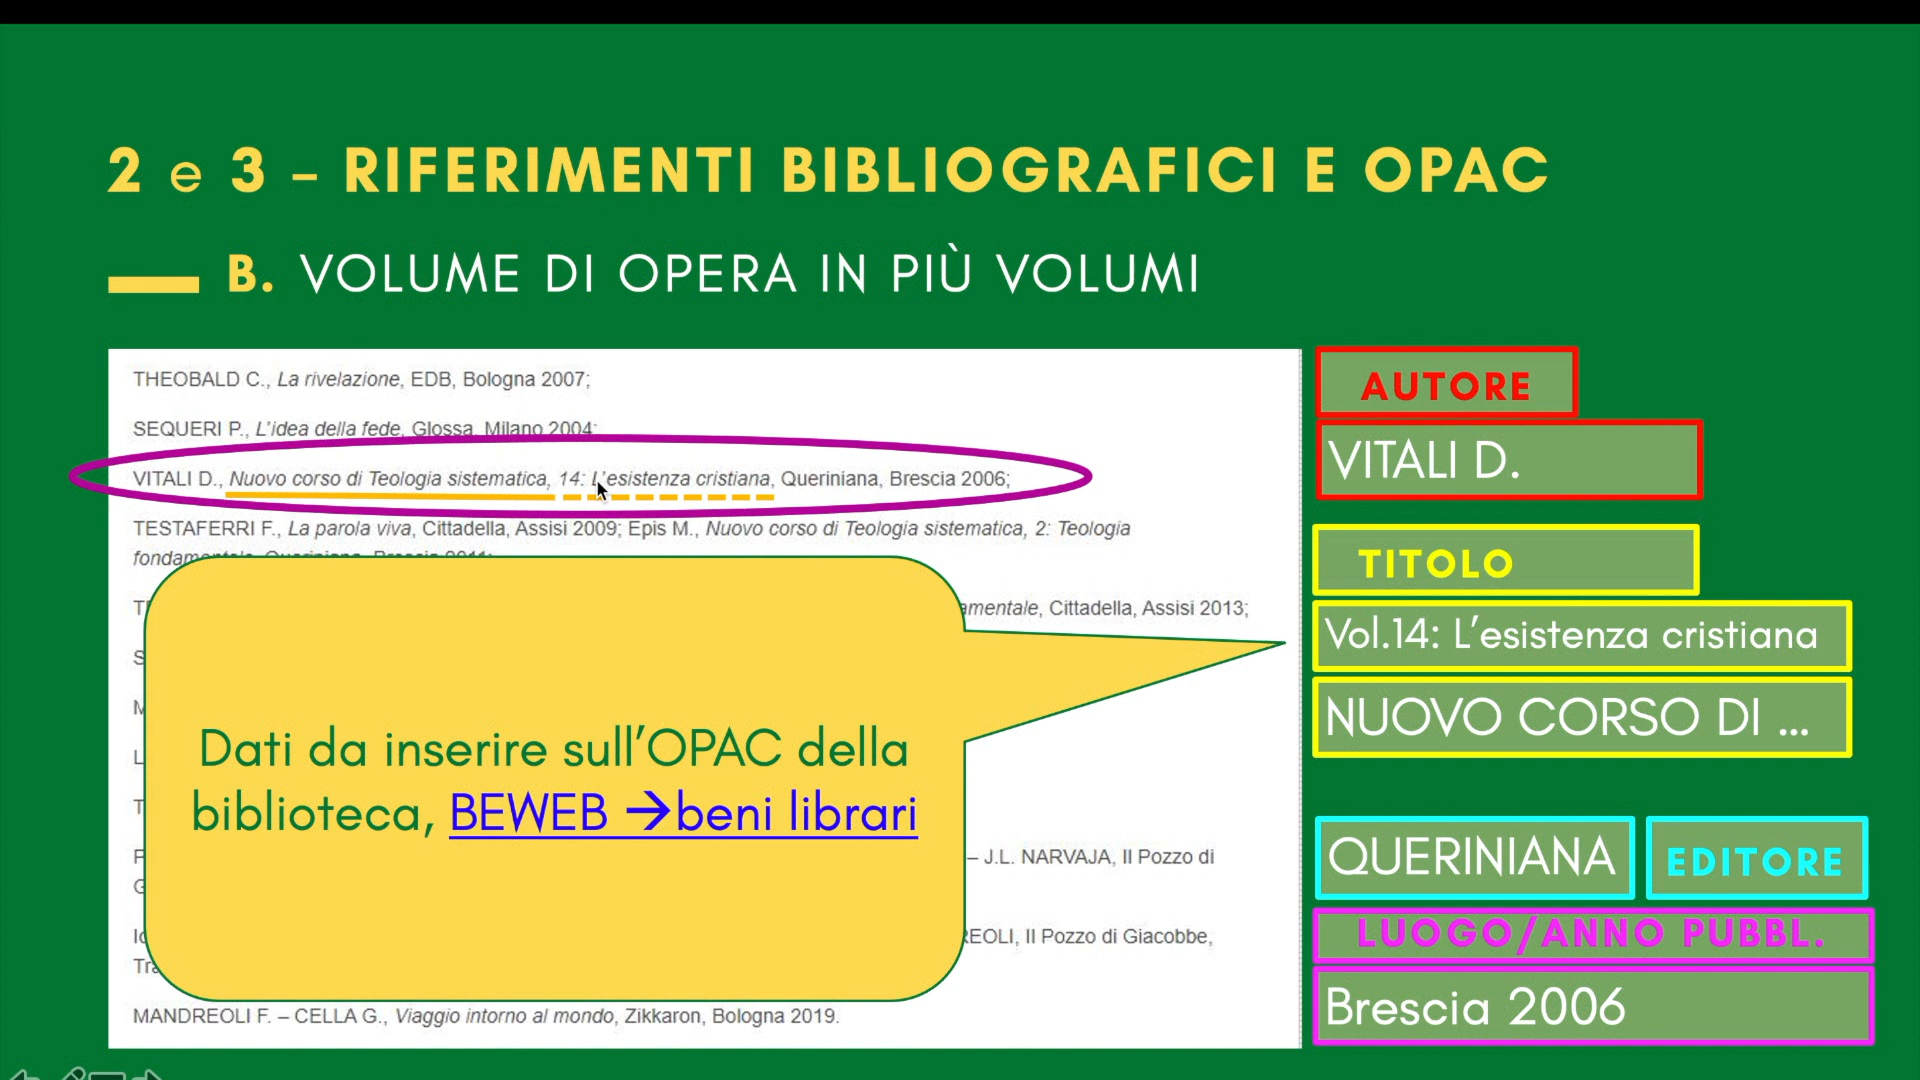 2 e 3 – RIFERIMENTI BIBLIOGRAFICI E OPAC
B. VOLUME DI OPERA IN PIÙ VOLUMI
THEOBALD C., La rivelazione, EDB, Bologna 2007;
SEQUERI P., L'idea della fede, Glossa, Milano 2004;
VITALI D., Nuovo corso di Teologia sistematica, 14: L'esistenza cristiana, Queriniana, Brescia 2006;
TESTAFERRI F., La parola viva, Cittadella, Assisi 2009; Epis M., Nuovo corso di Teologia sistematica, 2: Teologia
fondamentale, Queriniana, Brescia 2011;
Cittadella, Assisi 2013;
– J.L. NARVAJA, Il Pozzo di
Il Pozzo di Giacobbe,
MANDREOLI F. – CELLA G., Viaggio intorno al mondo, Zikkaron, Bologna 2019.
Dati da inserire sull'OPAC della
biblioteca, BEWEB →beni librari
AUTORE
VITALI D.
TITOLO
Vol.14: L'esistenza cristiana
NUOVO CORSO DI ...
QUERINIANA EDITORE
LUOGO/ANNO PUBBL.
Brescia 2006